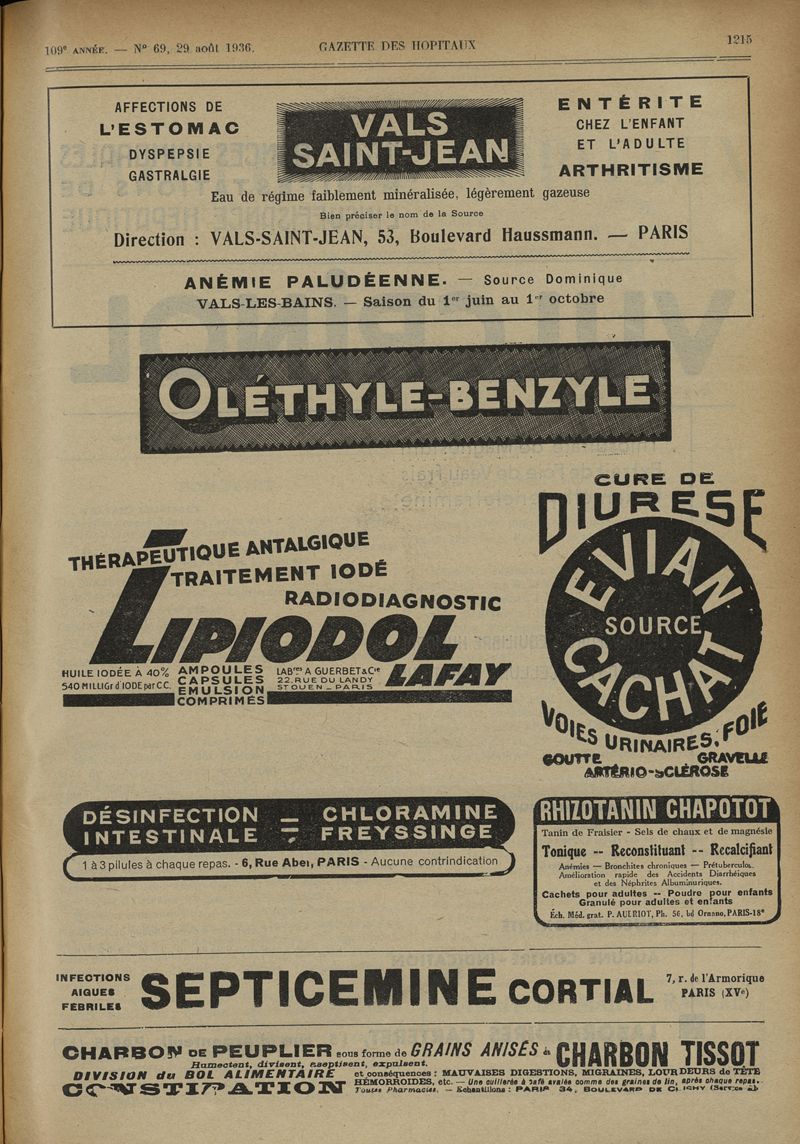 109e ANNÉE. — No 69, 29 août 1936.
GAZETTE DES HOPITAUX
1215
AFFECTIONS DE
L'ESTOMAC
DYSPEPSIE
GASTRALGIE
VALS
SAINT-JEAN
ENTÉRITE
CHEZ L'ENFANT
ET L'ADULTE
ARTHRITISME
Eau de régime faiblement minéralisée, légèrement gazeuse
Bien préciser le nom de la Source
Direction : VALS-SAINT-JEAN, 53, Boulevard Haussmann. — PARIS
ANÉMIE PALUDÉENNE. — Source Dominique
VALS-LES-BAINS. — Saison du 1er juin au 1er octobre
OLÉTHYLE-BENZYLE
THÉRAPEUTIQUE ANTALGIQUE
TRAITEMENT IODÉ
RADIODIAGNOSTIC
LIPIODOL
LAFAY
HUILE IODÉE À 40%
540 MILLIGr d'IODE par CC.
AMPOULES
CAPSULES
EMULSION
COMPRIMÉS
LABres A GUERBET & Cie
22, RUE DU LANDY
ST OUEN _ PARIS
CURE DE
DIURESE
EVIAN
SOURCE
CACHAT
VOIES URINAIRES, FOIE
GOUTTE GRAVELLE
ARTÉRIO-SCLÉROSE
DÉSINFECTION — CHLORAMINE
INTESTINALE — FREYSSINGE
1 à 3 pilules à chaque repas. - 6, Rue Abel, PARIS - Aucune contrindication
RHIZOTANIN CHAPOTOT
Tanin de Fraisier - Sels de chaux et de magnésie
Tonique -- Reconstituant -- Recalcifiant
Anémies — Bronchites chroniques — Prétubercul.
Amélioration rapide des Accidents Diarrhéiques
et des Néphrites Albuminuriques.
Cachets pour adultes -- Poudre pour enfants
Granulé pour adultes et enfants
Éch. Méd. grat. P. AURIOT, Ph. 56, bd Ornano, PARIS-18e
INFECTIONS
AIGUES
FEBRILES
SEPTICEMINE CORTIAL
7, r. de l'Armorique
PARIS (XVe)
CHARBON DE PEUPLIER sous forme de GRAINS ANISÉS de CHARBON TISSOT
Humectent, divisent, aseptisent, expulsent.
DIVISION du BOL ALIMENTAIRE
CONSTIPATION
et conséquences : MAUVAISES DIGESTIONS, MIGRAINES, LOURDEURS DE TÊTE
HÉMORROIDES, etc. — Une cuillerée à café avalée comme des graines de lin, après chaque repas.
Toutes Pharmacies. — Echantillons : PARIS 34, BOULEVARD DE CLICHY